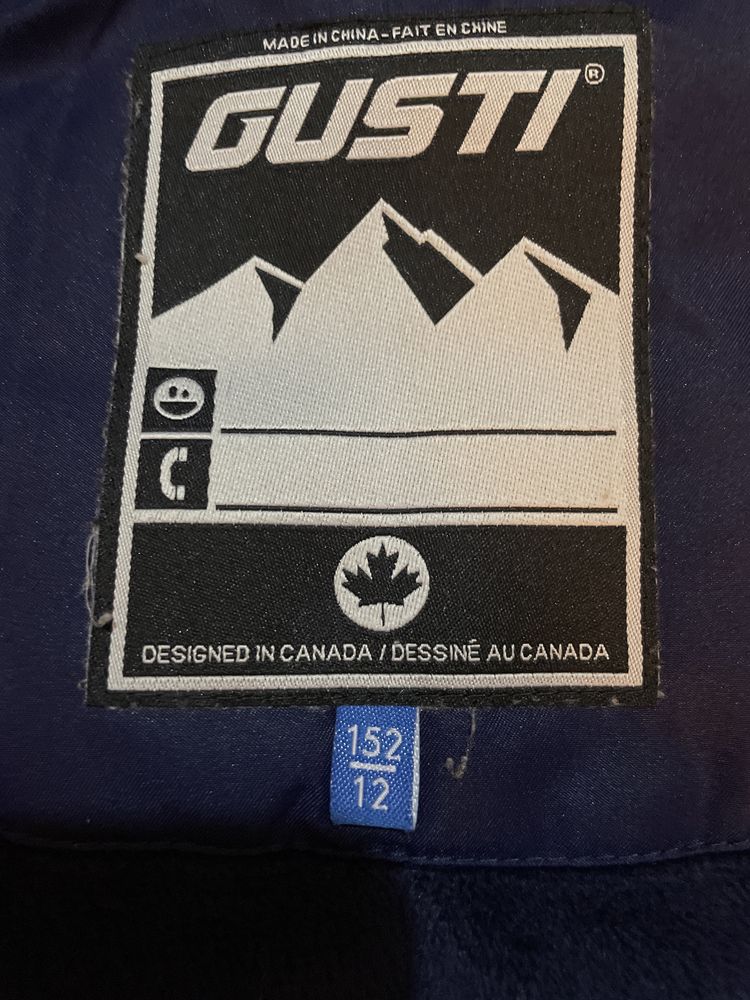 MADE IN CHINA - FAIT EN CHINE
GUSTI®
DESIGNED IN CANADA / DESSINÉ AU CANADA
152
12